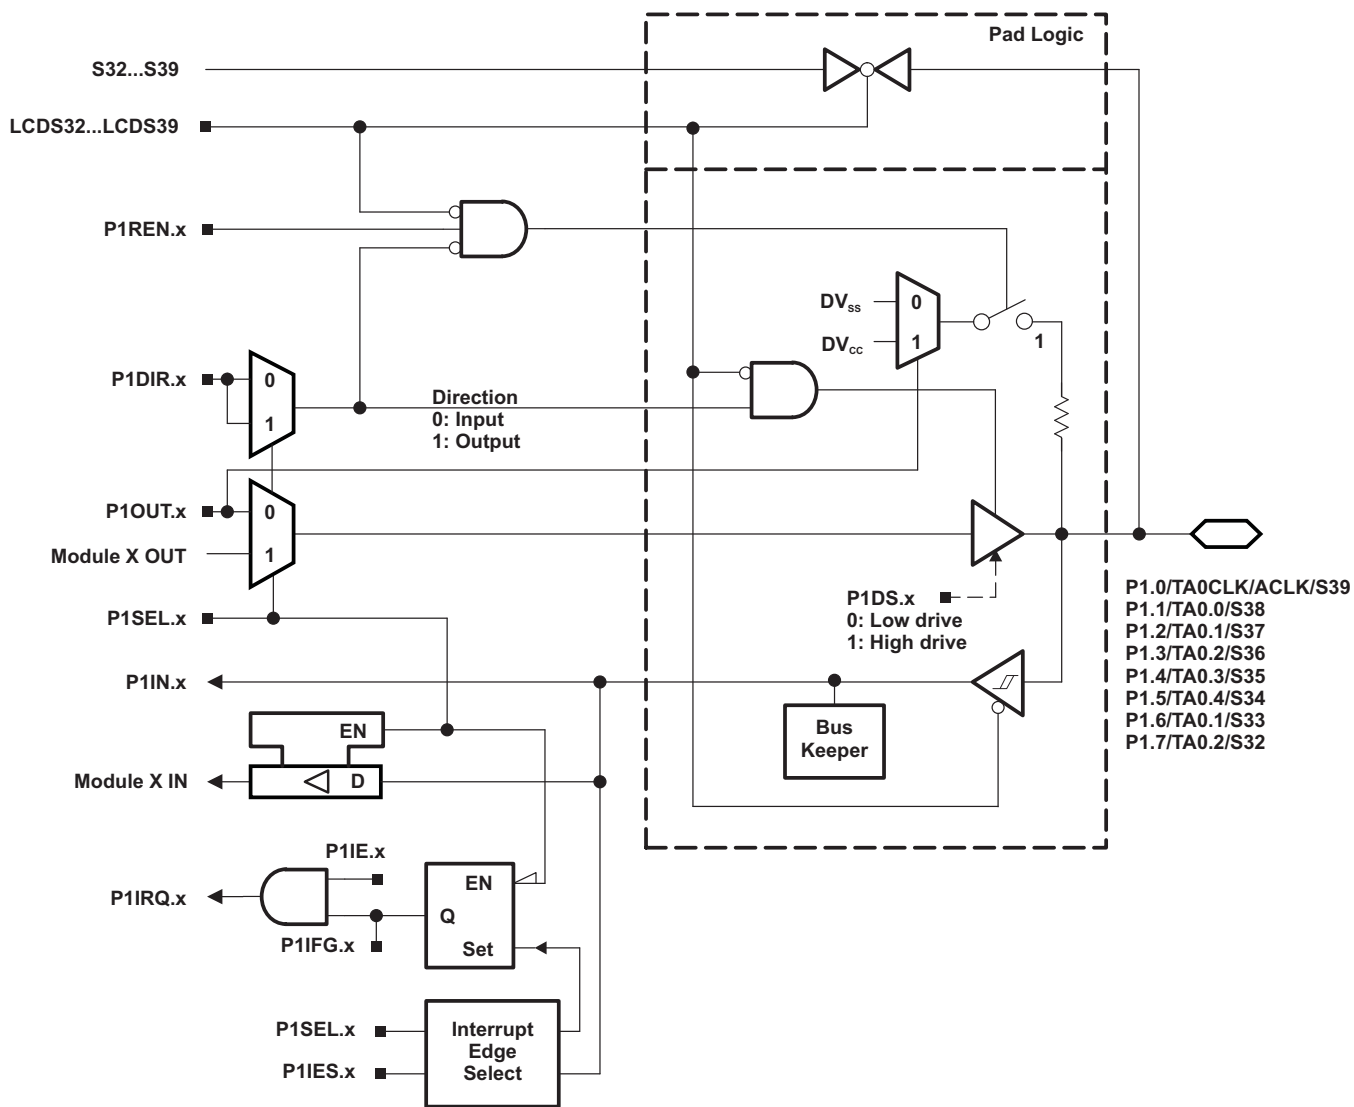 Pad Logic
S32...S39
LCDS32...LCDS39
P1REN.x
DVSS
0
DVCC
1
1
P1DIR.x
0
1
Direction
0: Input
1: Output
P1OUT.x
0
Module X OUT
1
P1DS.x
0: Low drive
1: High drive
P1SEL.x
P1.0/TA0CLK/ACLK/S39
P1.1/TA0.0/S38
P1.2/TA0.1/S37
P1.3/TA0.2/S36
P1.4/TA0.3/S35
P1.5/TA0.4/S34
P1.6/TA0.1/S33
P1.7/TA0.2/S32
P1IN.x
Bus
Keeper
EN
Module X IN
D
P1IE.x
P1IRQ.x
EN
Q
P1IFG.x
Set
P1SEL.x
P1IES.x
Interrupt
Edge
Select